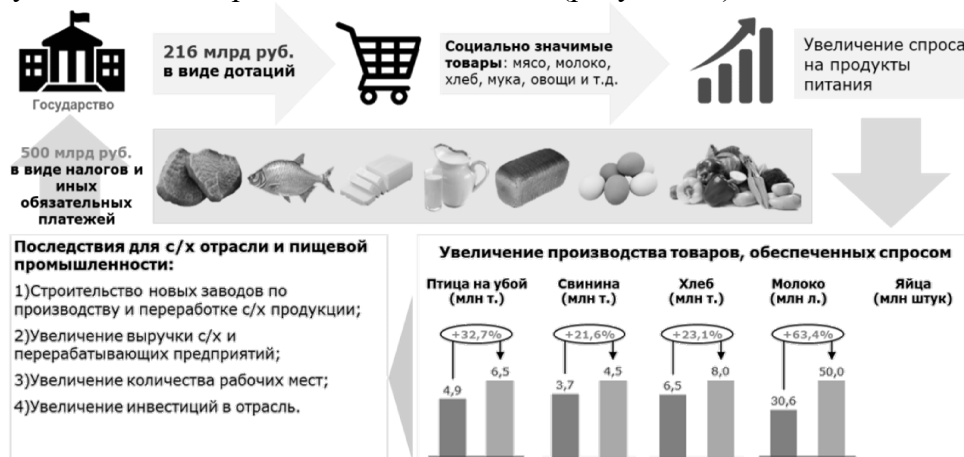 216 млрд руб.
в виде дотаций
Социально значимые
товары: мясо, молоко,
хлеб, мука, овощи и т.д.
Увеличение спроса
на продукты
питания
Государство
500 млрд руб.
в виде налогов и
иных
обязательных
платежей
Последствия для с/х отрасли и пищевой
промышленности:
1)Строительство новых заводов по
производству и переработке с/х продукции;
2)Увеличение выручки с/х и
перерабатывающих предприятий;
3)Увеличение количества рабочих мест;
4)Увеличение инвестиций в отрасль.
Увеличение производства товаров, обеспеченных спросом
Птица на убой
(млн т.)
+32,7%
4,9
6,5
Свинина
(млн т.)
+21,6%
3,7
4,5
Хлеб
(млн т.)
+23,1%
6,5
8,0
Молоко
(млн л.)
+63,4%
30,6
50,0
Яйца
(млн штук)